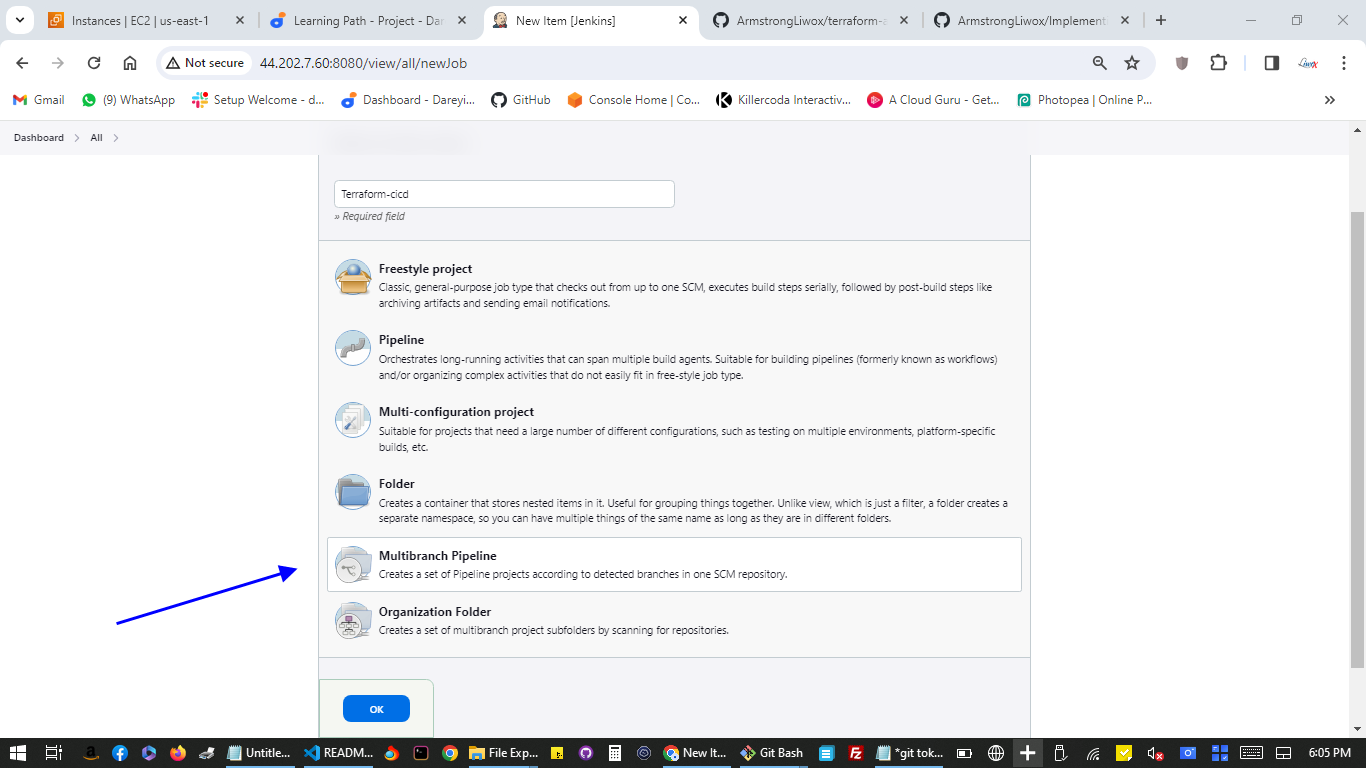 Instances | EC2 | us-east-1
Learning Path - Project - Dar
New Item [Jenkins]
ArmstrongLiwox/terraform-a
ArmstrongLiwox/Implement
Not secure
44.202.7.60:8080/view/all/newJob
Liwox
Gmail
(9) WhatsApp
Setup Welcome - d...
Dashboard - Dareyi...
GitHub
Console Home | Co...
Killercoda Interactiv...
A Cloud Guru - Get...
Photopea | Online P...
Dashboard
All
Terraform-cicd
» Required field
Freestyle project
Classic, general-purpose job type that checks out from up to one SCM, executes build steps serially, followed by post-build steps like
archiving artifacts and sending email notifications.
Pipeline
Orchestrates long-running activities that can span multiple build agents. Suitable for building pipelines (formerly known as workflows)
and/or organizing complex activities that do not easily fit in free-style job type.
Multi-configuration project
Suitable for projects that need a large number of different configurations, such as testing on multiple environments, platform-specific
builds, etc.
Folder
Creates a container that stores nested items in it. Useful for grouping things together. Unlike view, which is just a filter, a folder creates a
separate namespace, so you can have multiple things of the same name as long as they are in different folders.
Multibranch Pipeline
Creates a set of Pipeline projects according to detected branches in one SCM repository.
Organization Folder
Creates a set of multibranch project subfolders by scanning for repositories.
OK
Untitle...
READM...
File Exp...
New It...
Git Bash
*git tok...
6:05 PM